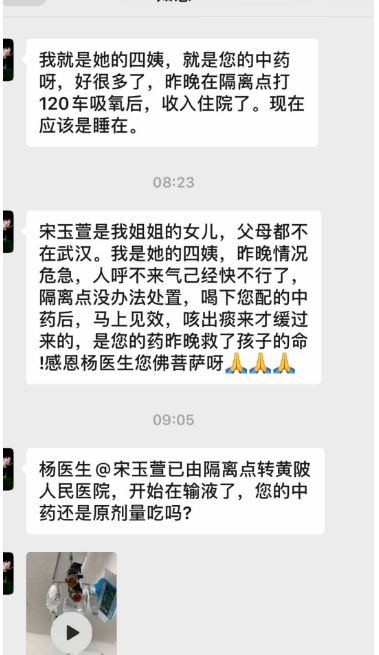 我就是她的四姨，就是您的中药
呀，好很多了，昨晚在隔离点打
120车吸氧后，收入住院了。现在
应该是睡在。
08:23
宋玉萱是我姐姐的女儿，父母都不
在武汉。我是她的四姨，昨晚情况
危急，人呼不来气己经快不行了，
隔离点没办法处置，喝下您配的中
药后，马上见效，咳出痰来才缓过
来的，是您的药昨晚救了孩子的命
!感恩杨医生您佛菩萨呀🙏🙏🙏
09:05
杨医生@宋玉萱已由隔离点转黄陂
人民医院，开始在输液了，您的中
药还是原剂量吃吗?